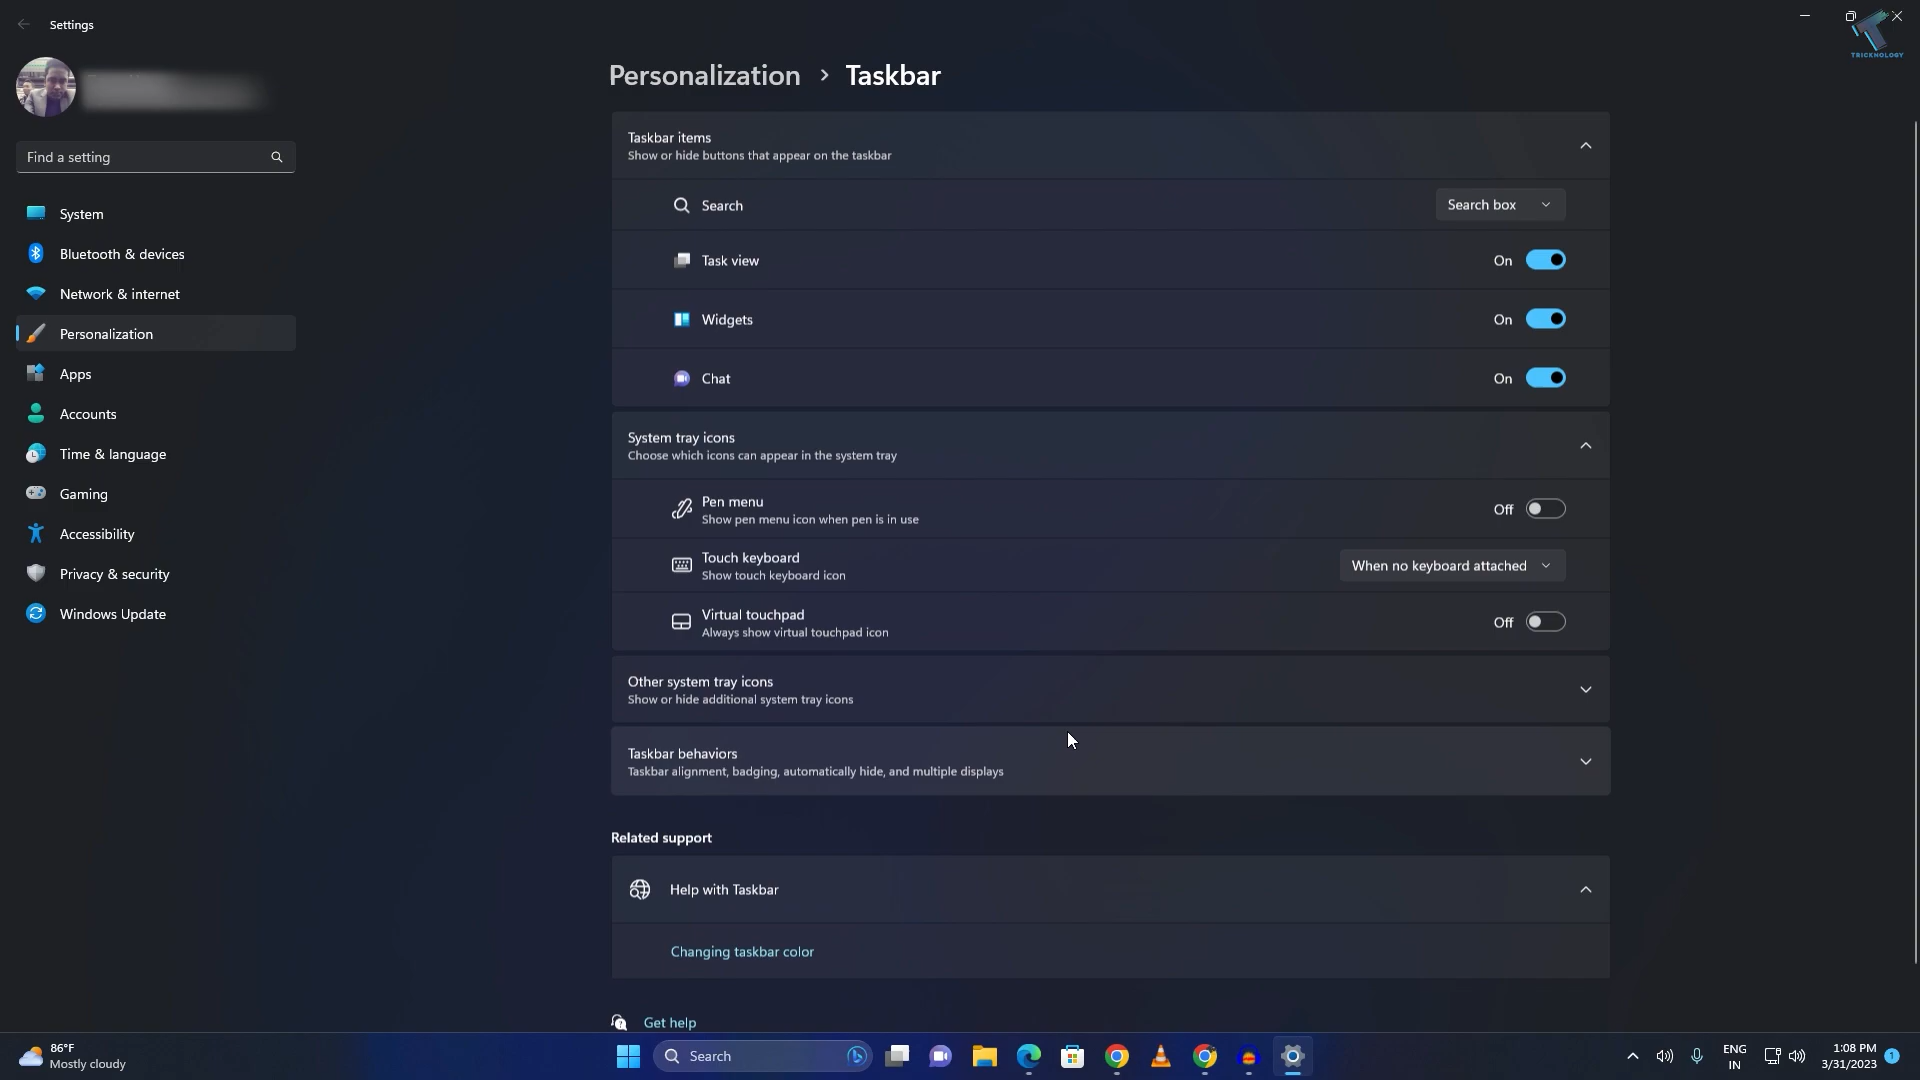 Settings
TRICKNOLOGY
Personalization > Taskbar
Find a setting
System
Bluetooth & devices
Network & internet
Personalization
Apps
Accounts
Time & language
Gaming
Accessibility
Privacy & security
Windows Update
Taskbar items
Show or hide buttons that appear on the taskbar
Search
Search box
Task view
On
Widgets
On
Chat
On
System tray icons
Choose which icons can appear in the system tray
Pen menu
Show pen menu icon when pen is in use
Off
Touch keyboard
Show touch keyboard icon
When no keyboard attached
Virtual touchpad
Always show virtual touchpad icon
Off
Other system tray icons
Show or hide additional system tray icons
Taskbar behaviors
Taskbar alignment, badging, automatically hide, and multiple displays
Related support
Help with Taskbar
Changing taskbar color
Get help
86°F
Mostly cloudy
Search
ENG
IN
1:08 PM
3/31/2023
1